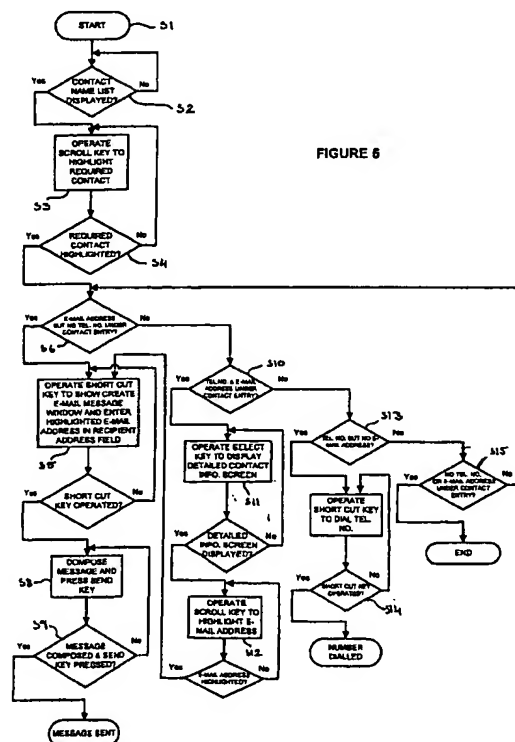 START
S1
Yes
CONTACT
NAME LIST
DISPLAYED?
No
S2
OPERATE
SCROLL KEY TO
HIGHLIGHT
REQUIRED
CONTACT
S3
FIGURE 6
Yes
REQUIRED
CONTACT
HIGHLIGHTED?
No
S4
Yes
E-MAIL ADDRESS
BUT NO TEL. NO. UNDER
CONTACT ENTRY?
No
S6
Yes
TEL NO. & E-MAIL
ADDRESS UNDER
CONTACT ENTRY?
No
S10
OPERATE SHORT CUT
KEY TO SHOW CREATE
E-MAIL MESSAGE
WINDOW AND ENTER
HIGHLIGHTED E-MAIL
ADDRESS IN RECIPIENT
ADDRESS FIELD
OPERATE SELECT
KEY TO DISPLAY
DETAILED CONTACT
INFO. SCREEN
S11
Yes
TEL. NO. BUT NO E-MAIL
ADDRESS?
No
S13
Yes
NO TEL. NO.
OR E-MAIL ADDRESS
UNDER CONTACT
ENTRY?
No
S15
END
Yes
SHORT CUT
KEY OPERATED?
No
Yes
DETAILED
INFO. SCREEN
DISPLAYED?
No
OPERATE
SHORT CUT KEY
TO DIAL TEL.
NO.
COMPOSE
MESSAGE AND
PRESS SEND
KEY
S8
OPERATE
SCROLL KEY TO
HIGHLIGHT E-MAIL
ADDRESS
S12
Yes
SHORT CUT KEY
OPERATED?
No
S14
S9
Yes
MESSAGE
COMPOSED & SEND
KEY PRESSED?
No
Yes
E-MAIL ADDRESS
HIGHLIGHTED?
No
NUMBER
DIALLED
MESSAGE SENT